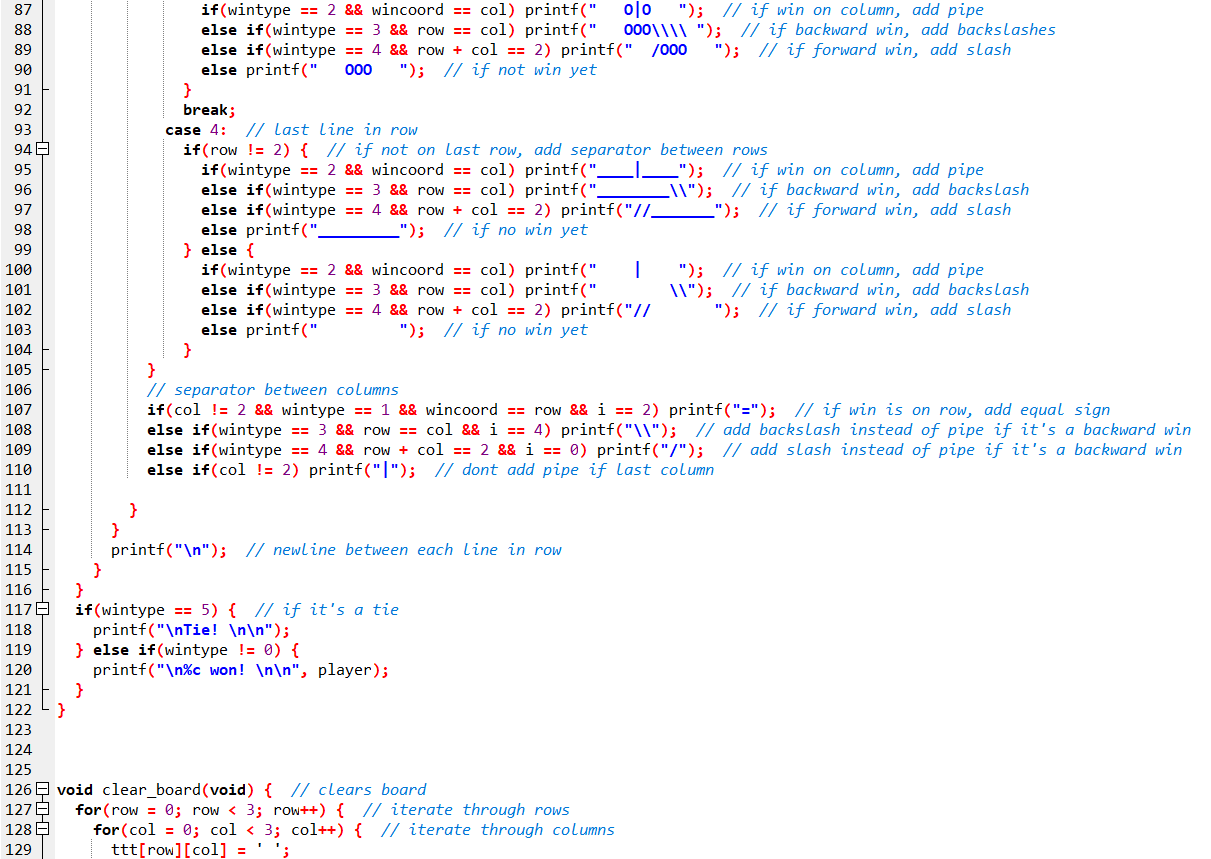 87 if(wintype == 2 && wincoord == col) printf("   O|O   ");  // if win on column, add pipe
88 else if(wintype == 3 && row == col) printf("   OOO\\\\ ");  // if backward win, add backslashes
89 else if(wintype == 4 && row + col == 2) printf("  /OOO   ");  // if forward win, add slash
90 else printf("   OOO   ");  // if not win yet
91 }
92 break;
93 case 4:  // last line in row
94 if(row != 2) {  // if not on last row, add separator between rows
95 if(wintype == 2 && wincoord == col) printf("____|____");  // if win on column, add pipe
96 else if(wintype == 3 && row == col) printf("________\\");  // if backward win, add backslash
97 else if(wintype == 4 && row + col == 2) printf("//_______");  // if forward win, add slash
98 else printf("_________");  // if no win yet
99 } else {
100 if(wintype == 2 && wincoord == col) printf("    |    ");  // if win on column, add pipe
101 else if(wintype == 3 && row == col) printf("        \\");  // if backward win, add backslash
102 else if(wintype == 4 && row + col == 2) printf("//       ");  // if forward win, add slash
103 else printf("         ");  // if no win yet
104 }
105 }
106 // separator between columns
107 if(col != 2 && wintype == 1 && wincoord == row && i == 2) printf("=");  // if win is on row, add equal sign
108 else if(wintype == 3 && row == col && i == 4) printf("\\");  // add backslash instead of pipe if it's a backward win
109 else if(wintype == 4 && row + col == 2 && i == 0) printf("/");  // add slash instead of pipe if it's a backward win
110 else if(col != 2) printf("|");  // dont add pipe if last column
111
112 }
113 }
114 printf("\n");  // newline between each line in row
115 }
116 }
117 if(wintype == 5) {  // if it's a tie
118 printf("\nTie! \n\n");
119 } else if(wintype != 0) {
120 printf("\n%c won! \n\n", player);
121 }
122 }
123
124
125
126 void clear_board(void) {  // clears board
127 for(row = 0; row < 3; row++) {  // iterate through rows
128 for(col = 0; col < 3; col++) {  // iterate through columns
129 ttt[row][col] = ' ';